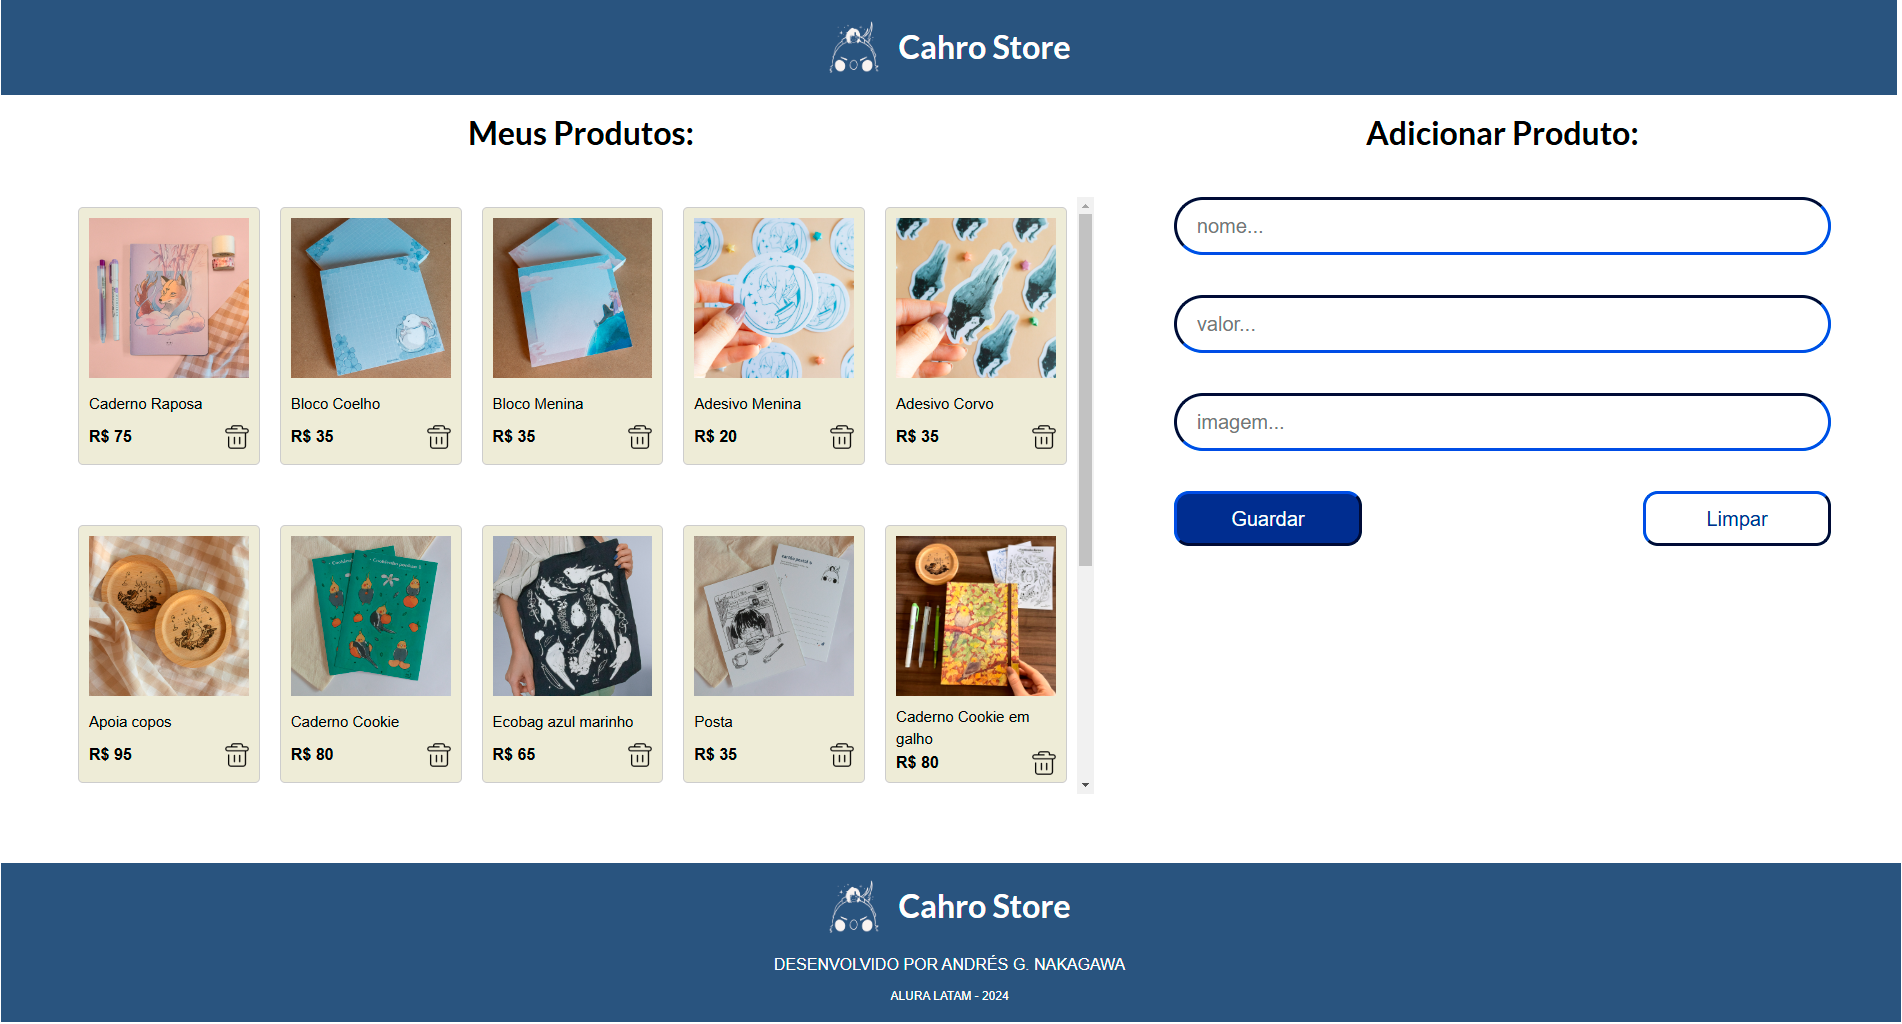 Cahro Store
Meus Produtos:
Adicionar Produto:
Caderno Raposa
R$ 75
Bloco Coelho
R$ 35
Bloco Menina
R$ 35
Adesivo Menina
R$ 20
Adesivo Corvo
R$ 35
Apoia copos
R$ 95
Caderno Cookie
R$ 80
Ecobag azul marinho
R$ 65
Posta
R$ 35
Caderno Cookie em
galho
R$ 80
nome...
valor...
imagem...
Guardar
Limpar
Cahro Store
DESENVOLVIDO POR ANDRÉS G. NAKAGAWA
ALURA LATAM - 2024